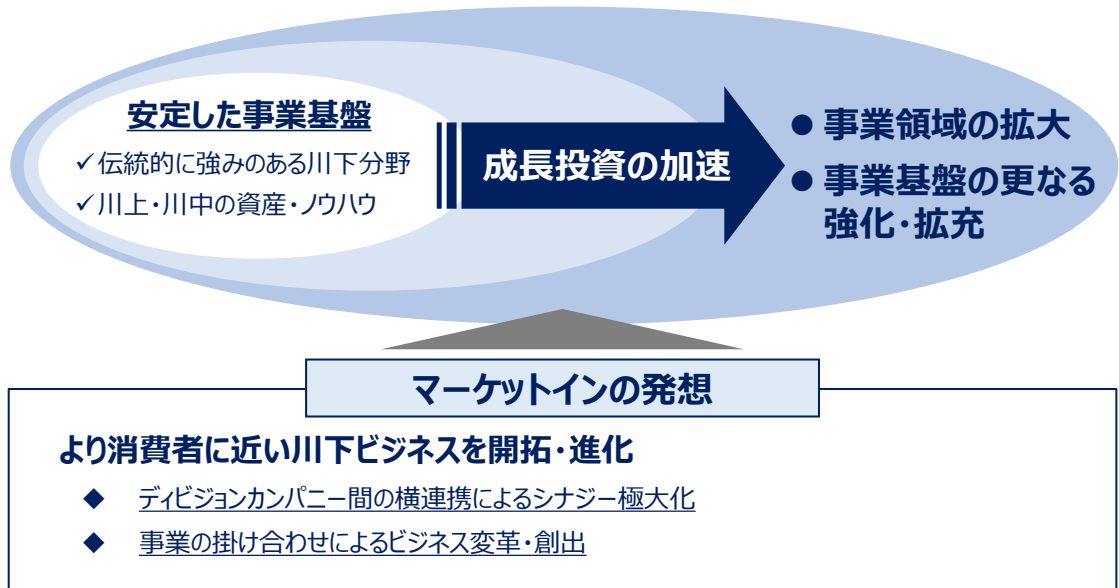 安定した事業基盤
✓伝統的に強みのある川下分野
✓川上・川中の資産・ノウハウ
成長投資の加速
● 事業領域の拡大
● 事業基盤の更なる
強化・拡充
マーケットインの発想
より消費者に近い川下ビジネスを開拓・進化
◆ ディビジョンカンパニー間の横連携によるシナジー極大化
◆ 事業の掛け合わせによるビジネス変革・創出